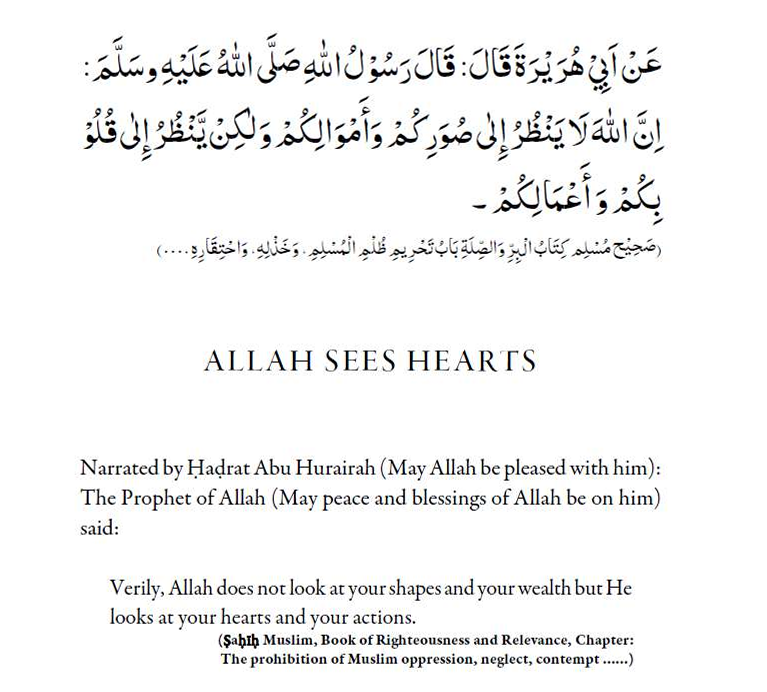 عَنْ اَبِيْ هُرَيْرَةَ قَالَ: قَالَ رَسُوْلُ اللهِ صَلَّى اللهُ عَلَيْهِ وسَلَّمَ:
اِنَّ اللهَ لَا يَنْظُرُ إِلٰى صُوَرِكُمْ وَأَمْوَالِكُمْ وَلٰكِنْ يَّنْظُرُ إِلٰى قُلُوْ
بِكُمْ وَ أَعْمَالِكُمْ ۔
(صَحِيْح مُسْلِم كِتَابُ الْبِرِّ وَالصِّلَةِ بَابُ تَحْرِيمِ ظُلْمِ الْمُسْلِمِ، وَخَذْلِهِ، وَاحْتِقَارِهِ ....)
ALLAH SEES HEARTS
Narrated by Ḥaḍrat Abu Hurairah (May Allah be pleased with him):
The Prophet of Allah (May peace and blessings of Allah be on him)
said:
Verily, Allah does not look at your shapes and your wealth but He
looks at your hearts and your actions.
(Ṣaḥīḥ Muslim, Book of Righteousness and Relevance, Chapter:
The prohibition of Muslim oppression, neglect, contempt ......)